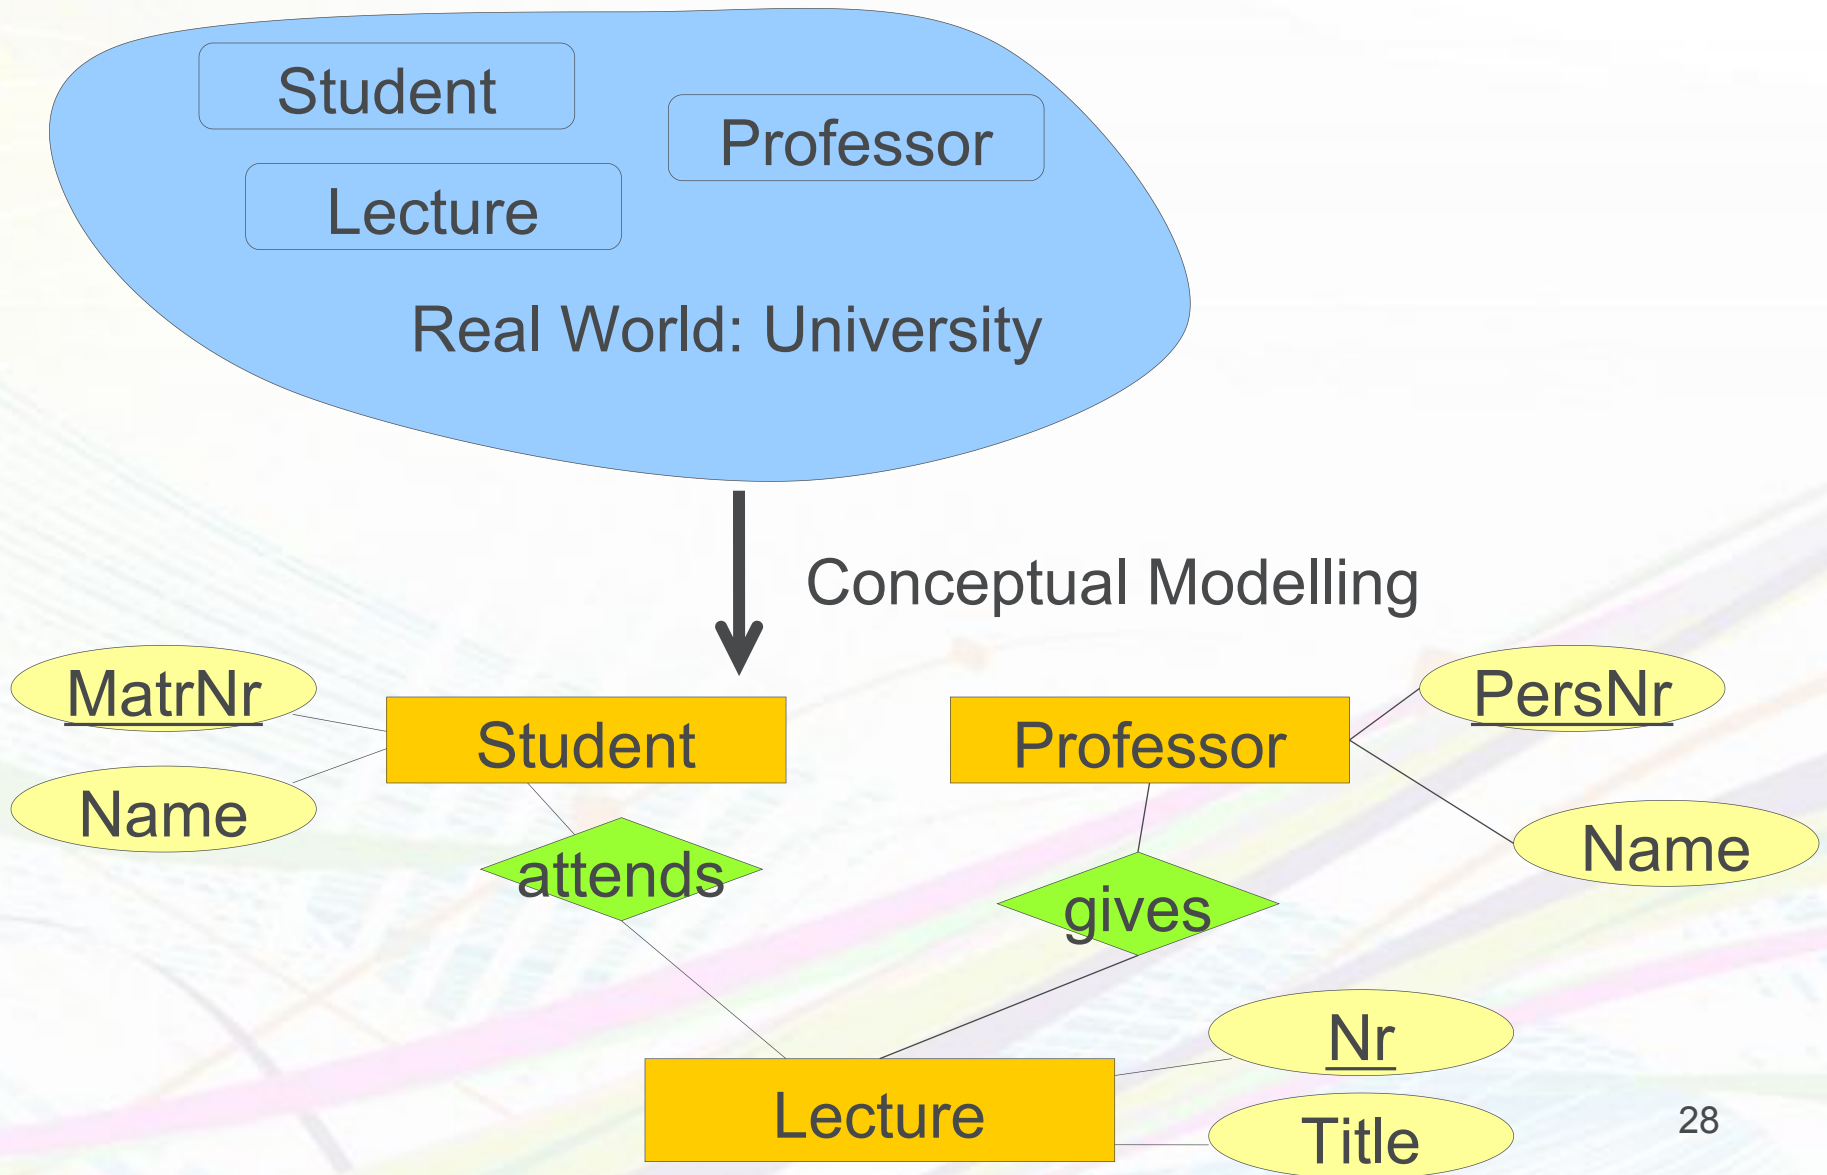 Student
Professor
Lecture
Real World: University
Conceptual Modelling
MatrNr
Name
Student
Professor
PersNr
Name
attends
gives
Lecture
Nr
Title
28